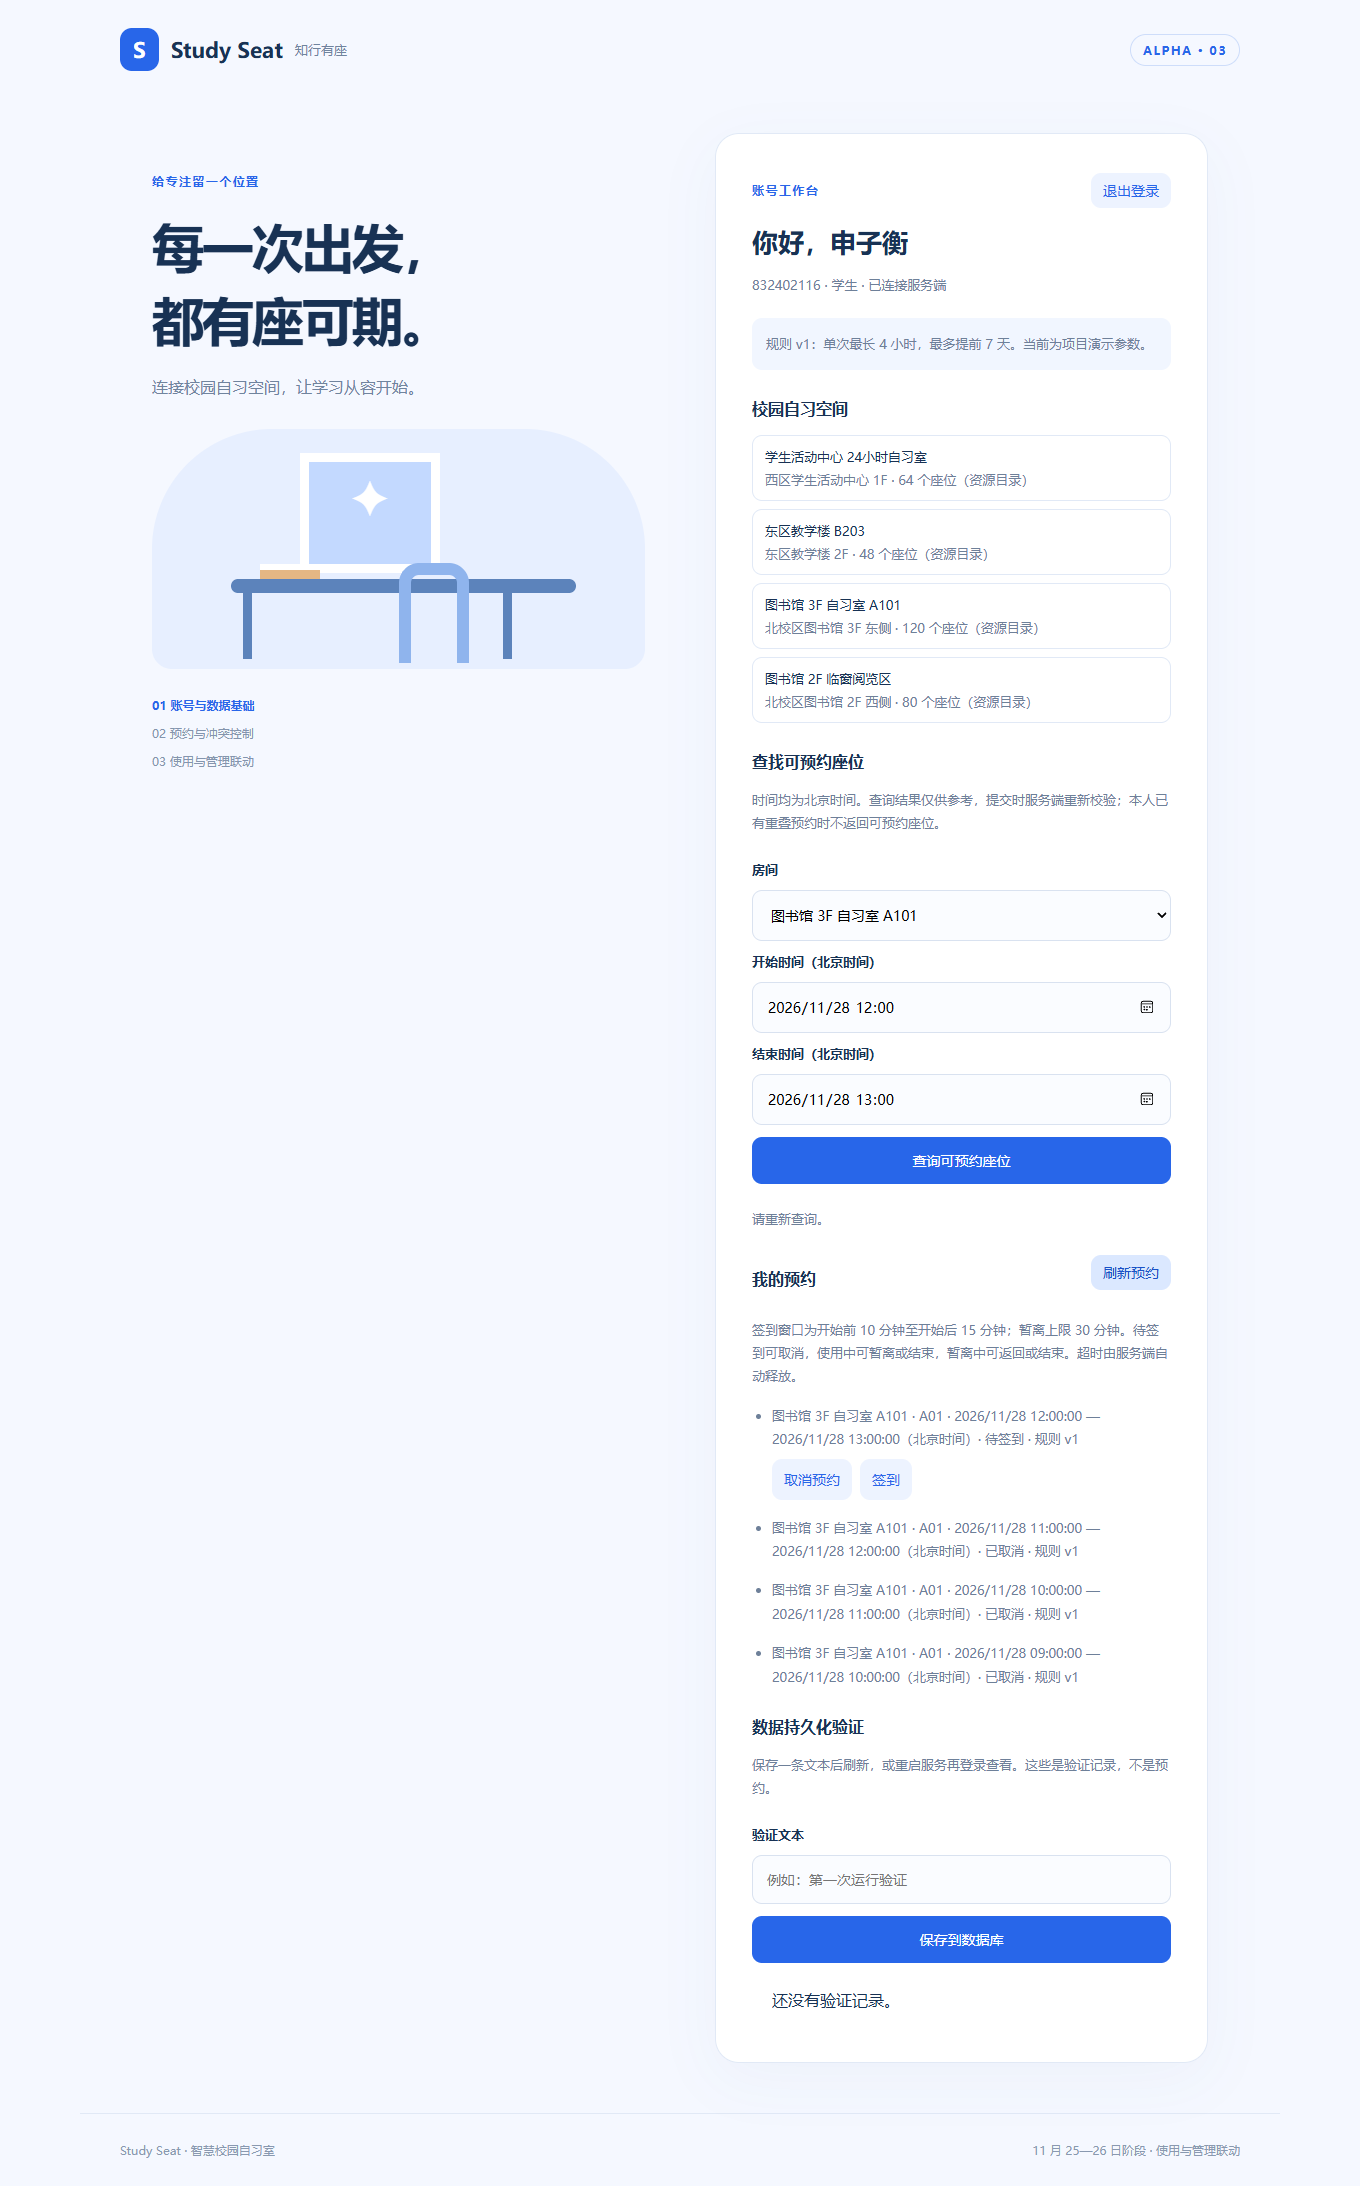 S Study Seat 知行有座
ALPHA • 03
给专注留一个位置
每一次出发，
都有座可期。
连接校园自习空间，让学习从容开始。
01 账号与数据基础
02 预约与冲突控制
03 使用与管理联动
账号工作台
退出登录
你好，申子衡
832402116 · 学生 · 已连接服务端
规则 v1：单次最长 4 小时，最多提前 7 天。当前为项目演示参数。
校园自习空间
学生活动中心 24小时自习室
西区学生活动中心 1F · 64 个座位（资源目录）
东区教学楼 B203
东区教学楼 2F · 48 个座位（资源目录）
图书馆 3F 自习室 A101
北校区图书馆 3F 东侧 · 120 个座位（资源目录）
图书馆 2F 临窗阅览区
北校区图书馆 2F 西侧 · 80 个座位（资源目录）
查找可预约座位
时间均为北京时间。查询结果仅供参考，提交时服务端重新校验；本人已
有重叠预约时不返回可预约座位。
房间
图书馆 3F 自习室 A101
开始时间（北京时间）
2026/11/28 12:00
结束时间（北京时间）
2026/11/28 13:00
查询可预约座位
请重新查询。
我的预约
刷新预约
签到窗口为开始前 10 分钟至开始后 15 分钟；暂离上限 30 分钟。待签
到可取消，使用中可暂离或结束，暂离中可返回或结束。超时由服务端自
动释放。
• 图书馆 3F 自习室 A101 · A01 · 2026/11/28 12:00:00 —
2026/11/28 13:00:00（北京时间）· 待签到 · 规则 v1
取消预约 签到
• 图书馆 3F 自习室 A101 · A01 · 2026/11/28 11:00:00 —
2026/11/28 12:00:00（北京时间）· 已取消 · 规则 v1
• 图书馆 3F 自习室 A101 · A01 · 2026/11/28 10:00:00 —
2026/11/28 11:00:00（北京时间）· 已取消 · 规则 v1
• 图书馆 3F 自习室 A101 · A01 · 2026/11/28 09:00:00 —
2026/11/28 10:00:00（北京时间）· 已取消 · 规则 v1
数据持久化验证
保存一条文本后刷新，或重启服务再登录查看。这些是验证记录，不是预
约。
验证文本
例如：第一次运行验证
保存到数据库
还没有验证记录。
Study Seat · 智慧校园自习室
11 月 25—26 日阶段 · 使用与管理联动